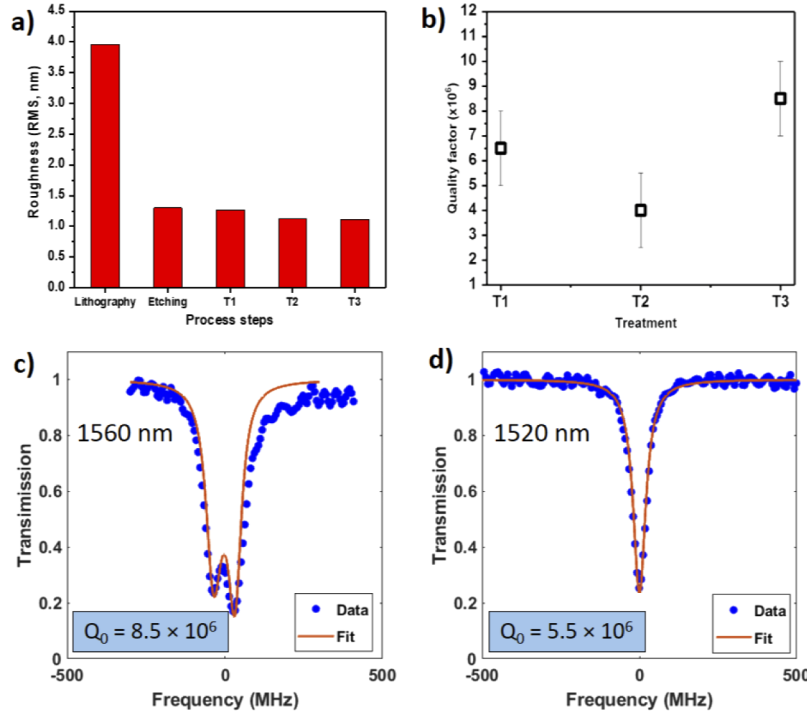 a)
Roughness (RMS, nm)
4.5
4.0
3.5
3.0
2.5
2.0
1.5
1.0
0.5
0.0
Lithography Etching T1 T2 T3
Process steps
b)
Quality factor (x10⁶)
12
11
10
9
8
7
6
5
4
3
2
1
T1 T2 T3
Treatment
c)
Transimission
1
0.8
0.6
0.4
0.2
0
1560 nm
Q₀ = 8.5 × 10⁶
Data
Fit
-500 0 500
Frequency (MHz)
d)
Transmission
1
0.8
0.6
0.4
0.2
0
1520 nm
Q₀ = 5.5 × 10⁶
Data
Fit
-500 0 500
Frequency (MHz)